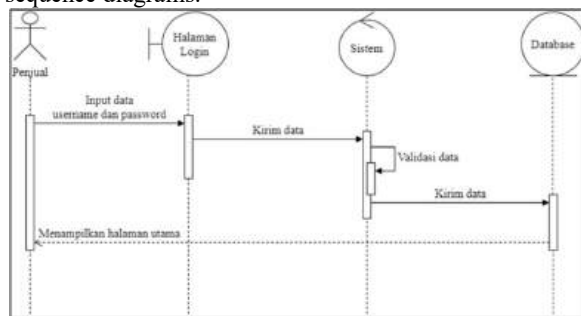 sequence diagrams.
Penjual
Halaman
Login
Sistem
Database
Input data
username dan password
Kirim data
Validasi data
Kirim data
Menampilkan halaman utama